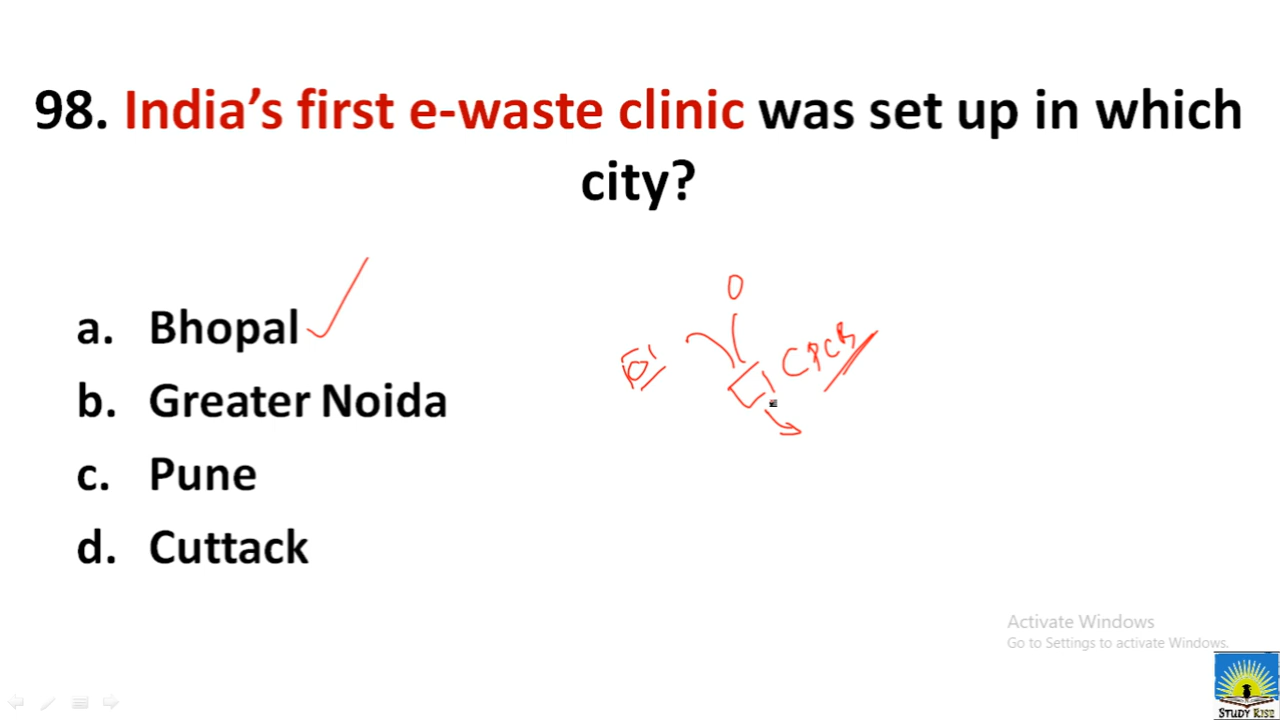 98. India's first e-waste clinic was set up in which
city?
a. Bhopal
b. Greater Noida
c. Pune
d. Cuttack
CPCB
Activate Windows
Go to Settings to activate Windows.
STUDY RISE